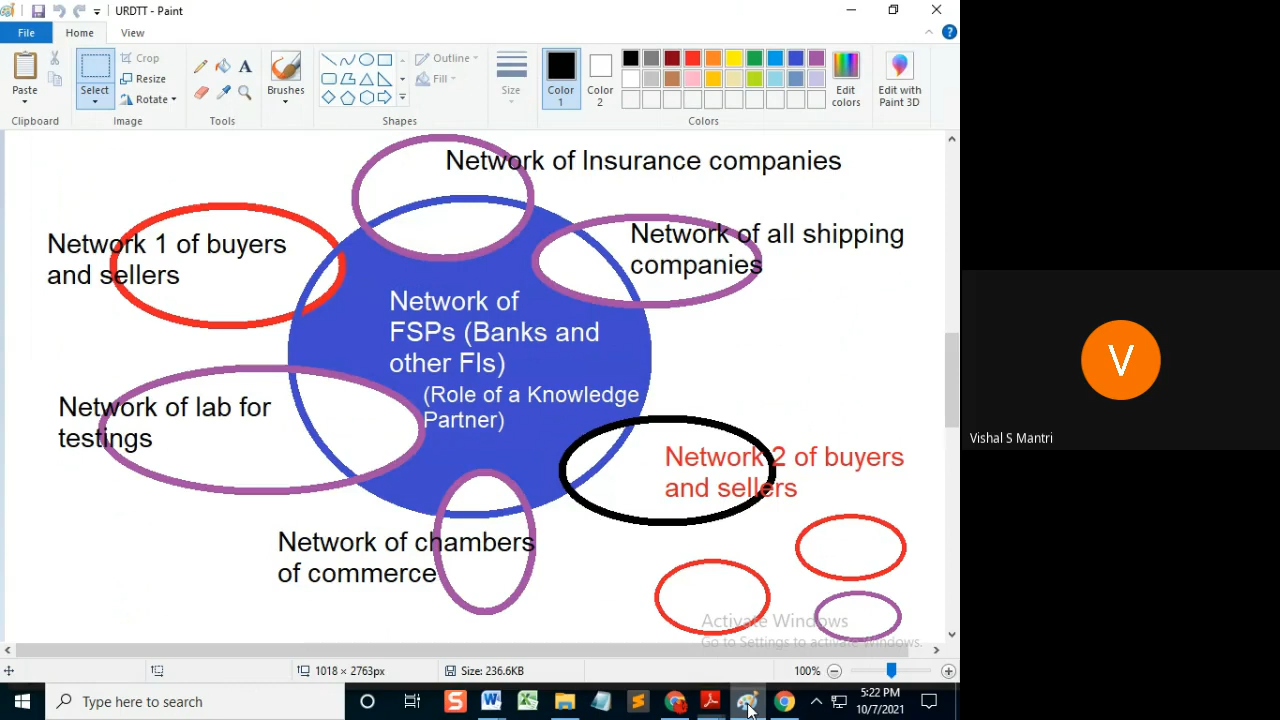 URDTT - Paint
File
Home
View
Paste
Crop
Resize
Select
Rotate
A
Brushes
Outline
Fill
Size
Color
1
Color
2
Edit
colors
Edit with
Paint 3D
Clipboard
Image
Tools
Shapes
Colors
Network of Insurance companies
Network 1 of buyers
and sellers
Network of all shipping
companies
Network of
FSPs (Banks and
other FIs)
(Role of a Knowledge
Partner)
Network of lab for
testings
Network 2 of buyers
and sellers
Network of chambers
of commerce
Activate Windows
Go to Settings to activate Windows.
1018 × 2763px
Size: 236.6KB
100%
Type here to search
5:22 PM
10/7/2021
V
Vishal S Mantri